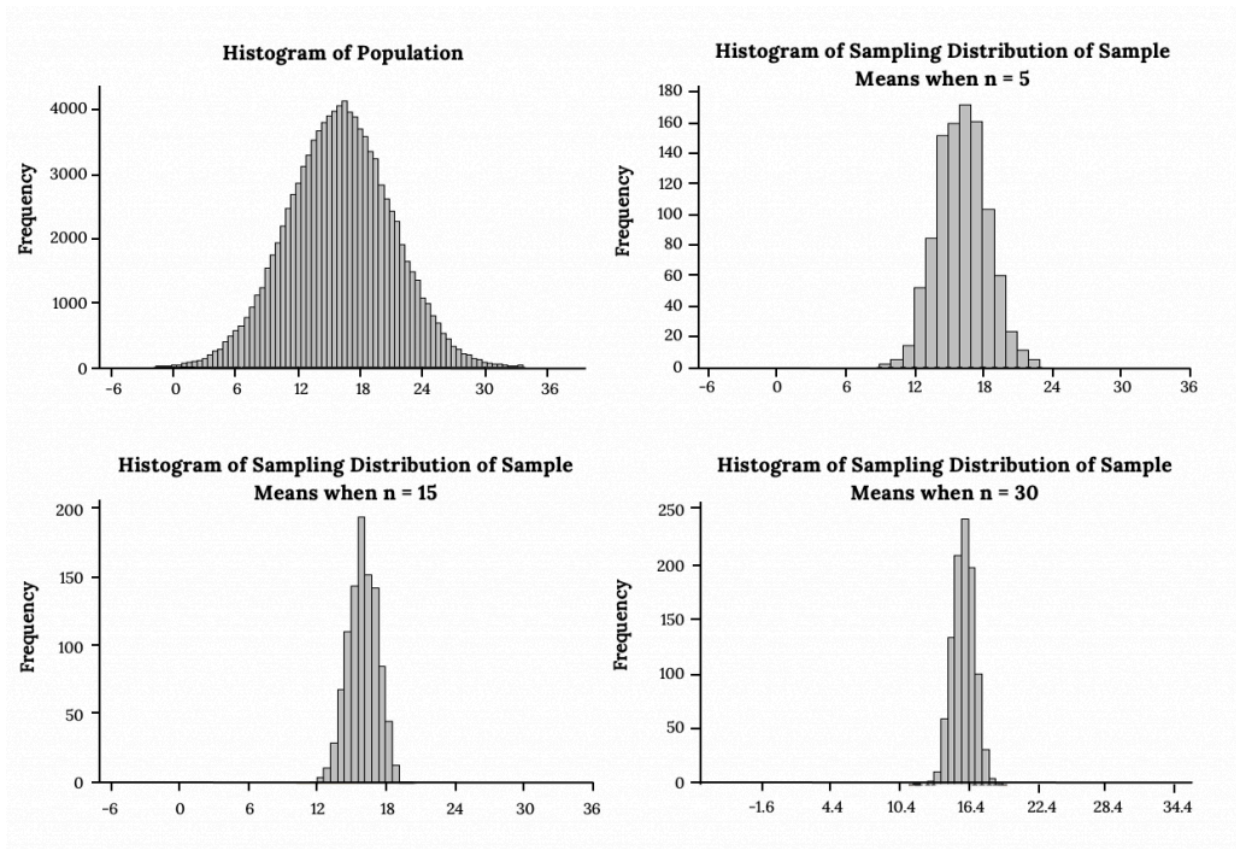 Histogram of Population
Frequency
4000
3000
2000
1000
0
-6 0 6 12 18 24 30 36
Histogram of Sampling Distribution of Sample
Means when n = 5
Frequency
180
160
140
120
100
80
60
40
20
0
-6 0 6 12 18 24 30 36
Histogram of Sampling Distribution of Sample
Means when n = 15
Frequency
200
150
100
50
0
-6 0 6 12 18 24 30 36
Histogram of Sampling Distribution of Sample
Means when n = 30
Frequency
250
200
150
100
50
0
-1.6 4.4 10.4 16.4 22.4 28.4 34.4